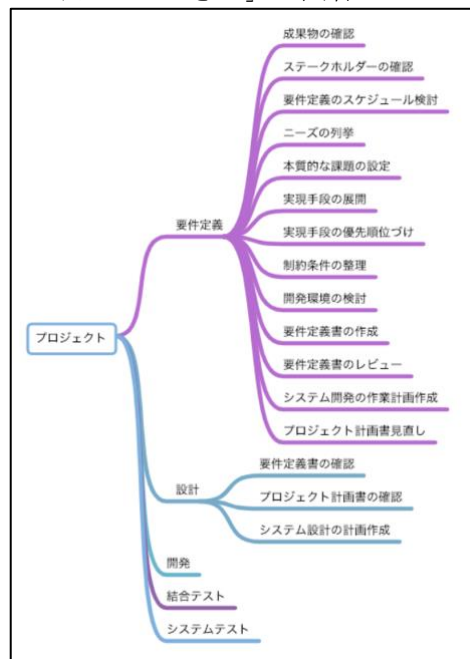 成果物の確認
ステークホルダーの確認
要件定義のスケジュール検討
ニーズの列挙
本質的な課題の設定
実現手段の展開
要件定義
実現手段の優先順位づけ
制約条件の整理
開発環境の検討
要件定義書の作成
プロジェクト
要件定義書のレビュー
システム開発の作業計画作成
プロジェクト計画書見直し
要件定義書の確認
設計
プロジェクト計画書の確認
システム設計の計画作成
開発
結合テスト
システムテスト